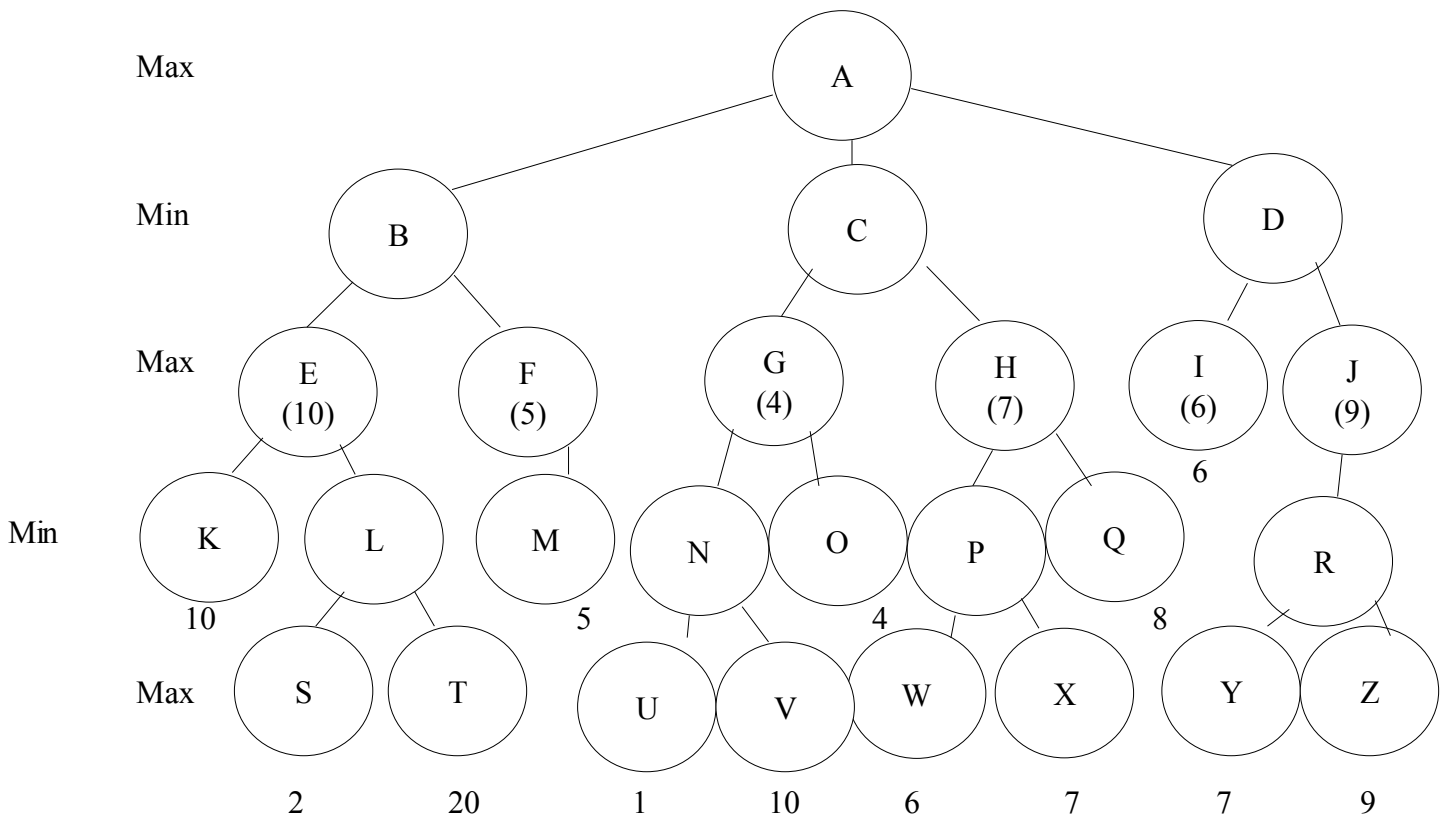 Max A
Min B C D
Max E F G H I J
(10) (5) (4) (7) (6) (9)
6
Min K L M N O P Q R
10 5 4 8
Max S T U V W X Y Z
2 20 1 10 6 7 7 9